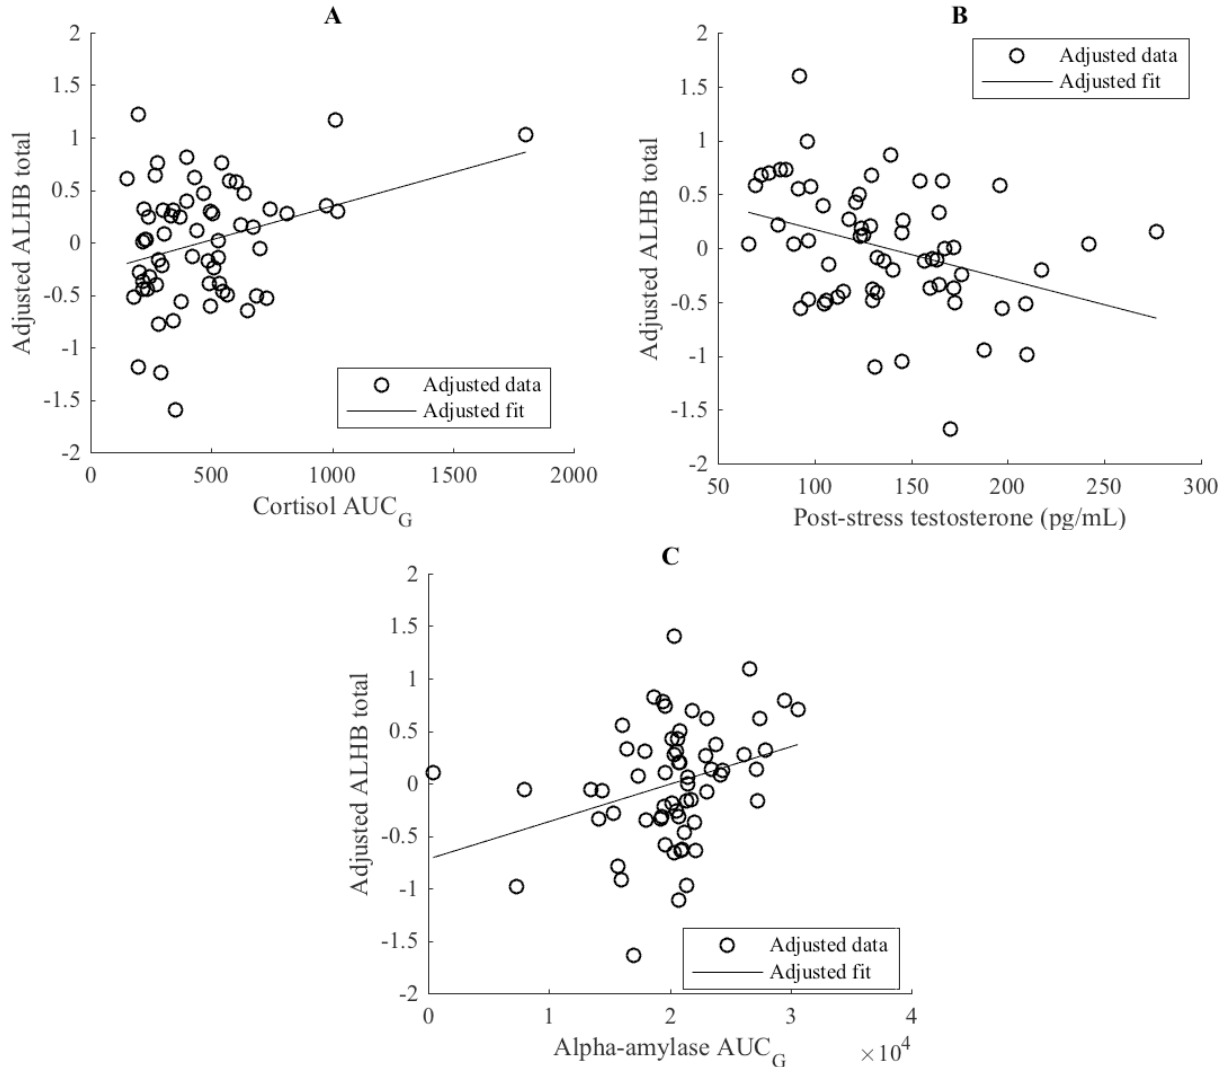 A
2
1.5
1
0.5
0
-0.5
-1
-1.5
-2
Adjusted ALHB total
Adjusted data
Adjusted fit
0 500 1000 1500 2000
Cortisol AUC_G
B
2
1.5
1
0.5
0
-0.5
-1
-1.5
-2
Adjusted ALHB total
Adjusted data
Adjusted fit
50 100 150 200 250 300
Post-stress testosterone (pg/mL)
C
2
1.5
1
0.5
0
-0.5
-1
-1.5
-2
Adjusted ALHB total
Adjusted data
Adjusted fit
0 1 2 3 4
Alpha-amylase AUC_G ×10^4